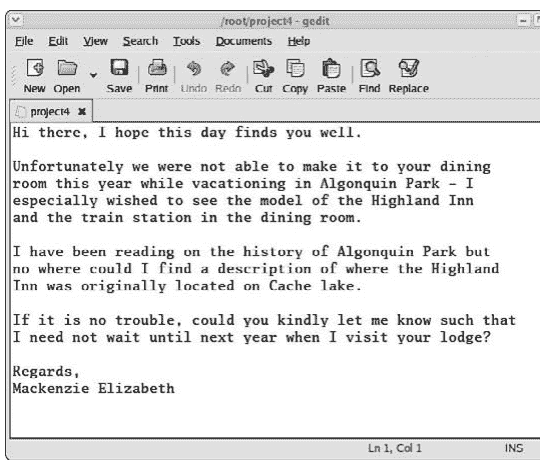 /root/project4 - gedit
File Edit View Search Tools Documents Help
New Open Save Print Undo Redo Cut Copy Paste Find Replace
project4
Hi there, I hope this day finds you well.
Unfortunately we were not able to make it to your dining
room this year while vacationing in Algonquin Park - I
especially wished to see the model of the Highland Inn
and the train station in the dining room.
I have been reading on the history of Algonquin Park but
no where could I find a description of where the Highland
Inn was originally located on Cache lake.
If it is no trouble, could you kindly let me know such that
I need not wait until next year when I visit your lodge?
Regards,
Mackenzie Elizabeth
Ln 1, Col 1 INS